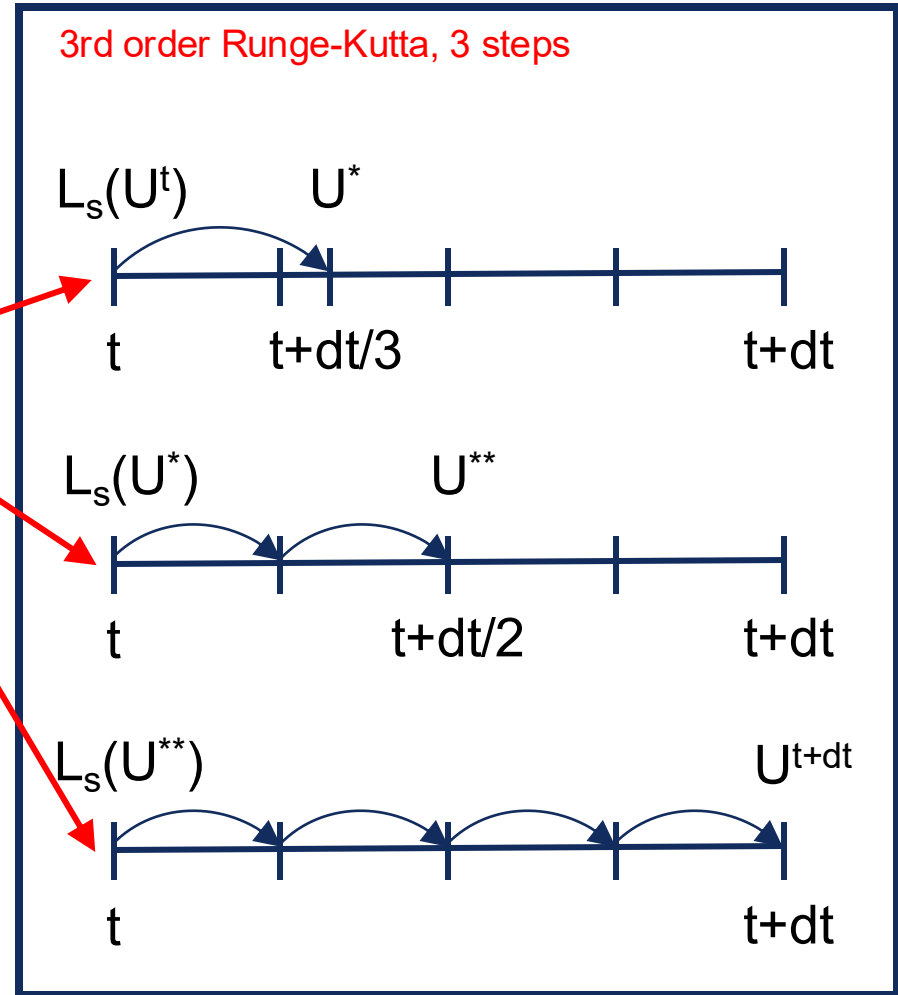 3rd order Runge-Kutta, 3 steps
Lₛ(Uᵗ) U*
t t+dt/3 t+dt
Lₛ(U*) U**
t t+dt/2 t+dt
Lₛ(U**) Uᵗ⁺ᵈᵗ
t t+dt